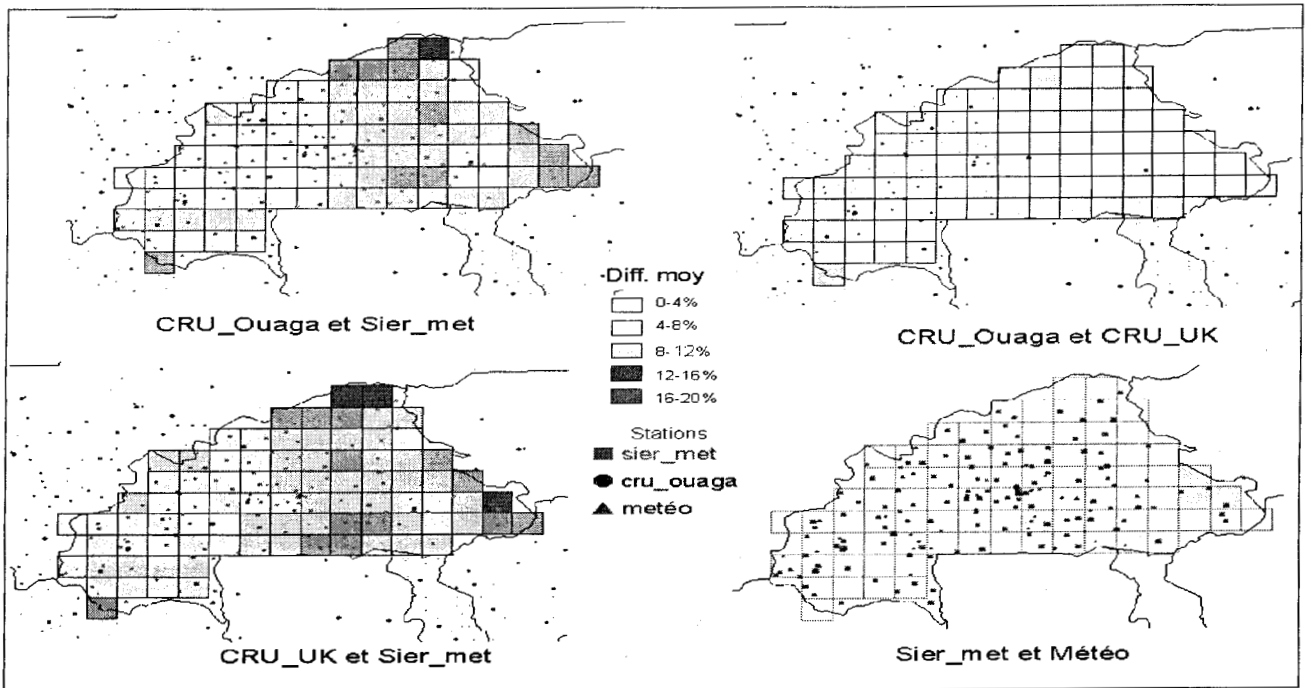 CRU_Ouaga et Sier_met
CRU_Ouaga et CRU_UK
Diff. moy
0-4%
4-8%
8-12%
12-16%
16-20%
Stations
sier_met
cru_ouaga
metéo
CRU_UK et Sier_met
Sier_met et Météo